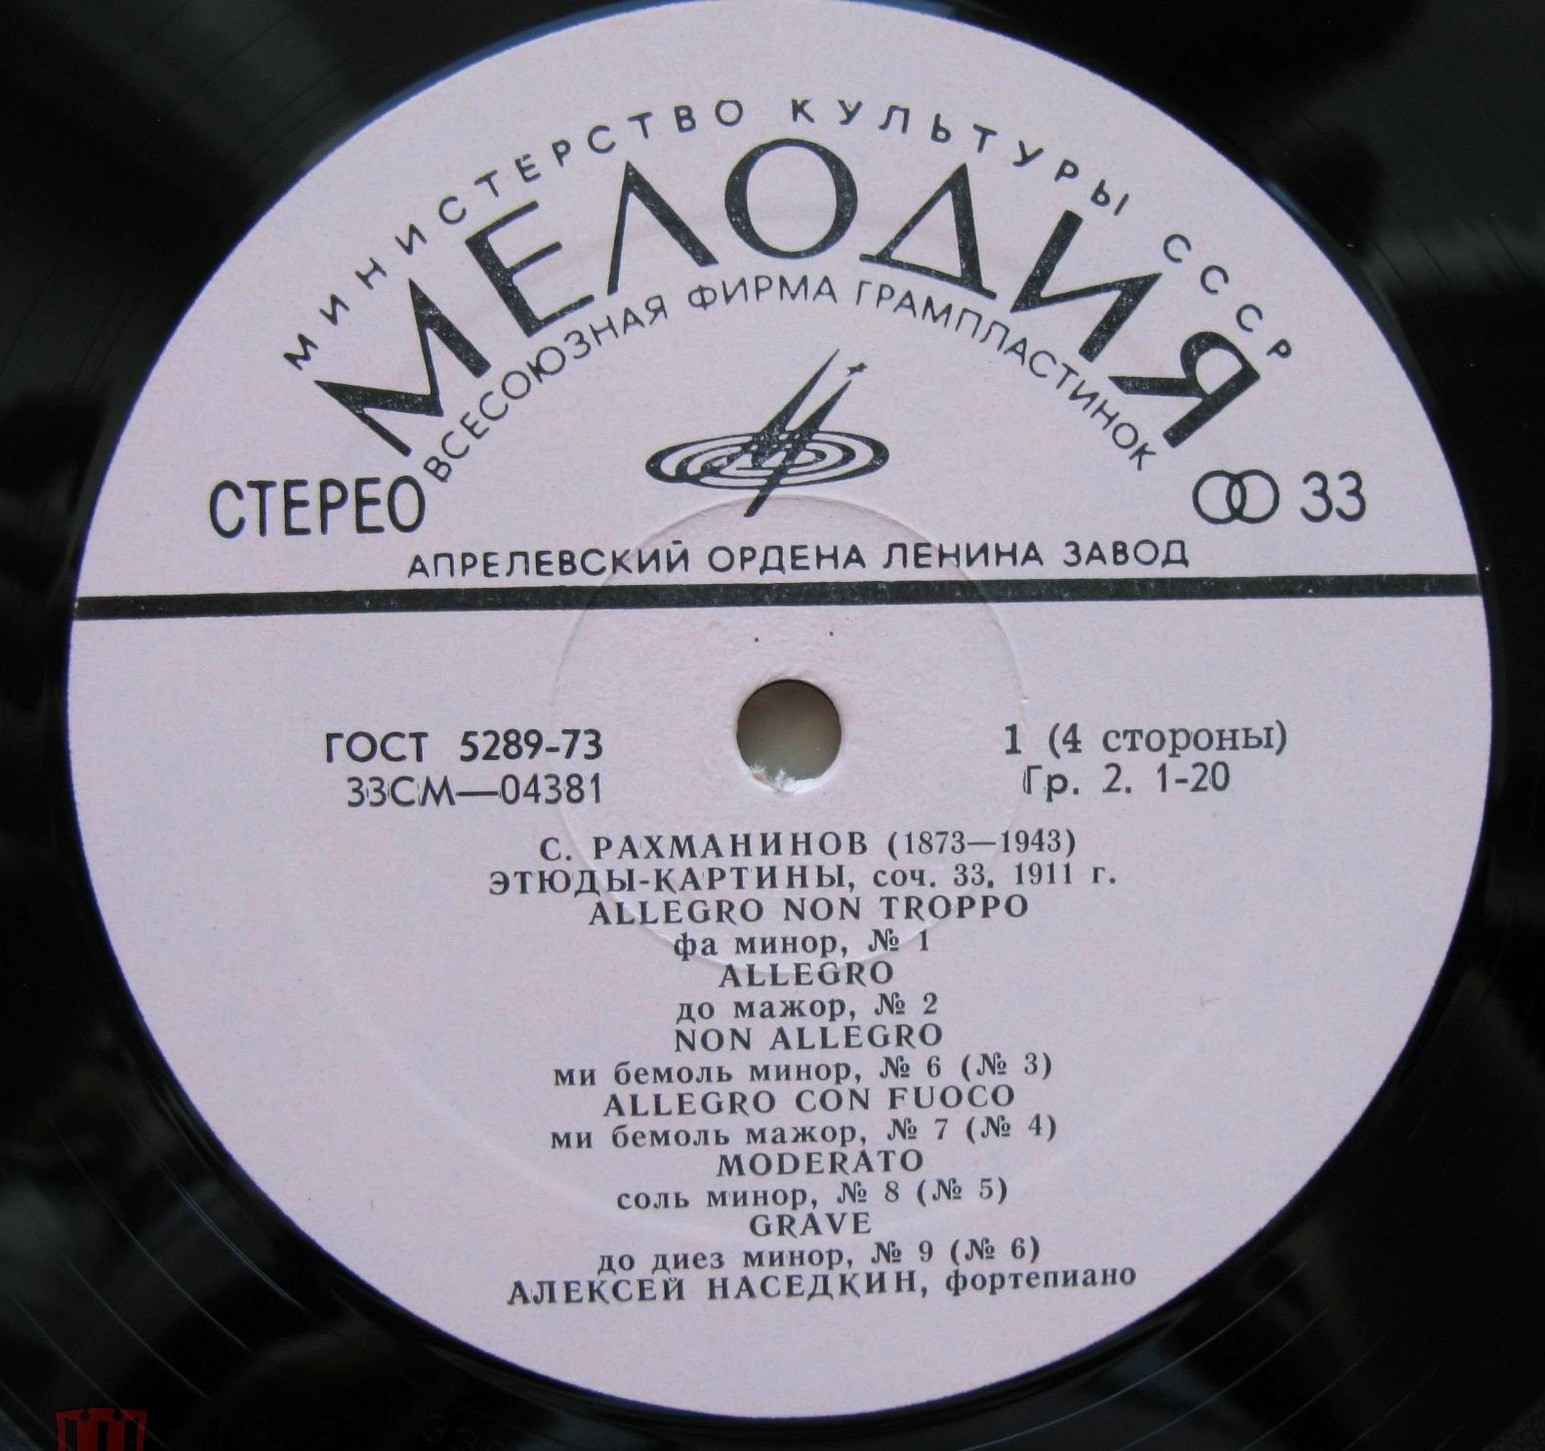 МИНИСТЕРСТВО КУЛЬТУРЫ СССР
МЕЛОДИЯ
ВСЕСОЮЗНАЯ ФИРМА ГРАМПЛАСТИНОК
СТЕРЕО
33
АПРЕЛЕВСКИЙ ОРДЕНА ЛЕНИНА ЗАВОД
ГОСТ 5289-73
1 (4 стороны)
33СМ—04381
Гр. 2. 1-20
С. РАХМАНИНОВ (1873—1943)
ЭТЮДЫ-КАРТИНЫ, соч. 33, 1911 г.
ALLEGRO NON TROPPO
фа минор, № 1
ALLEGRO
до мажор, № 2
NON ALLEGRO
ми бемоль минор, № 6 (№ 3)
ALLEGRO CON FUOCO
ми бемоль мажор, № 7 (№ 4)
MODERATO
соль минор, № 8 (№ 5)
GRAVE
до диез минор, № 9 (№ 6)
АЛЕКСЕЙ НАСЕДКИН, фортепиано